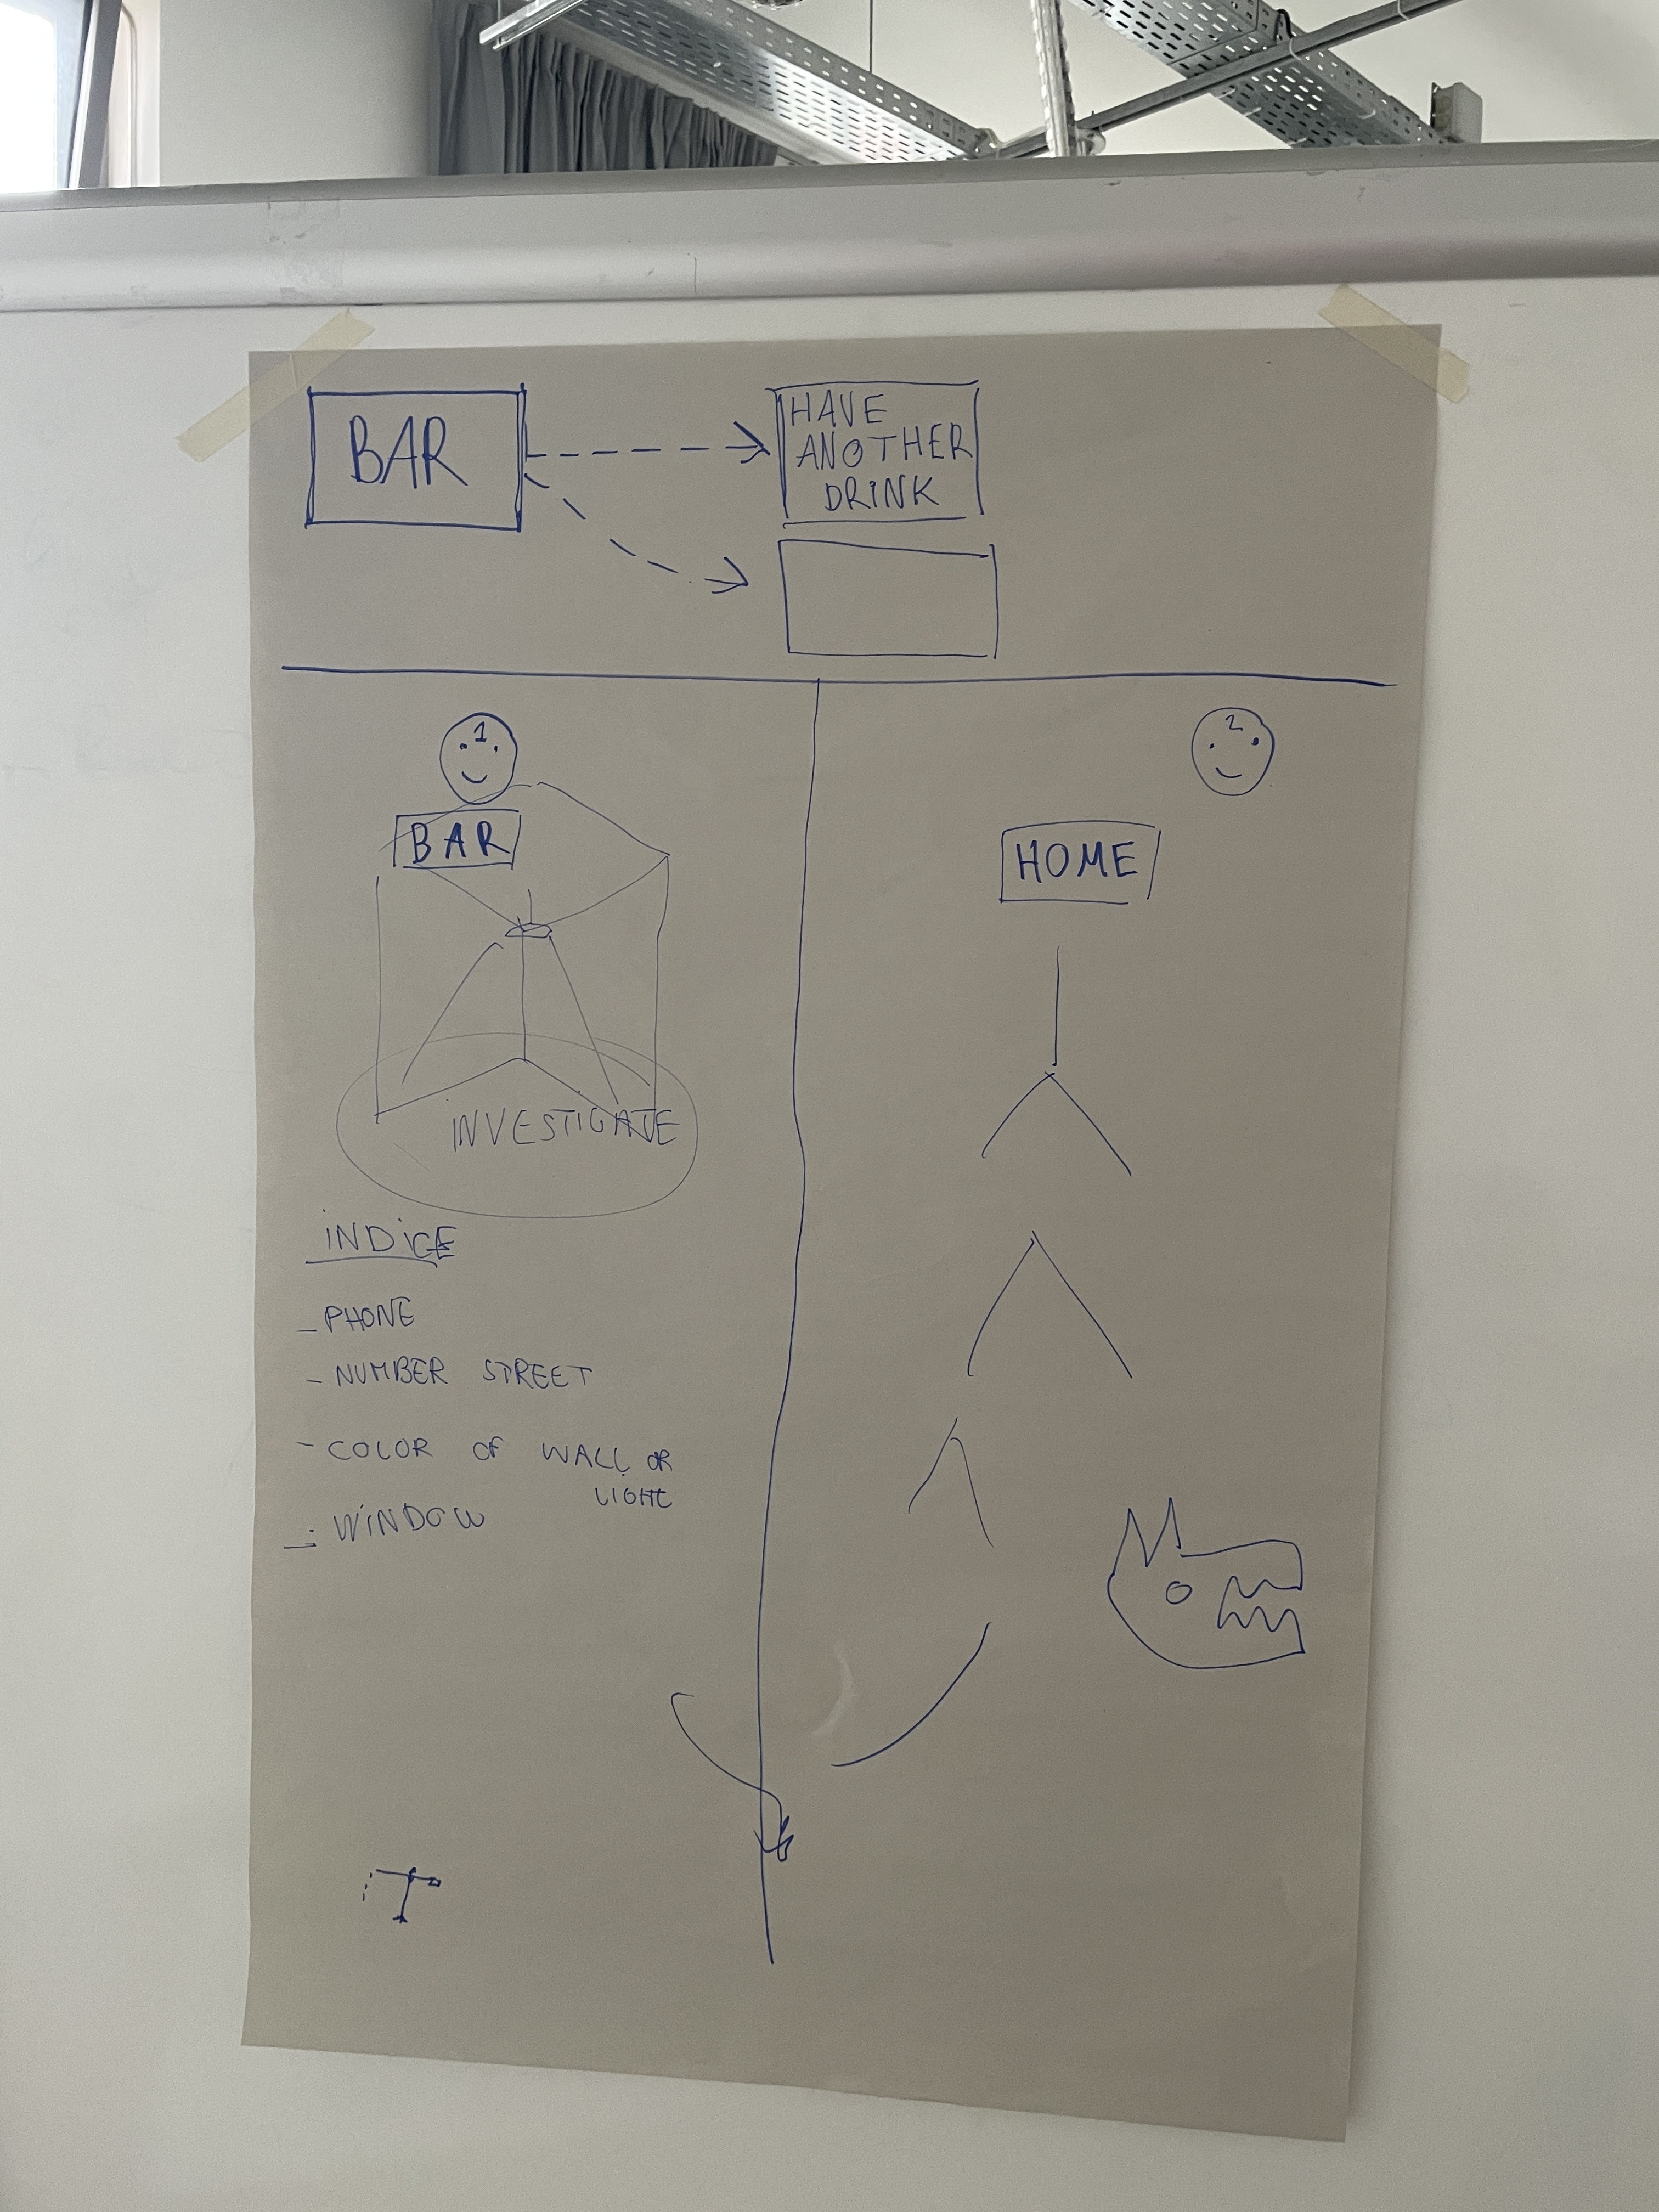 BAR
HAVE
ANOTHER
DRINK
1
BAR
INVESTIGATE
INDICE
- PHONE
- NUMBER STREET
- COLOR OF WALL OR
LIGHT
- WINDOW
2
HOME